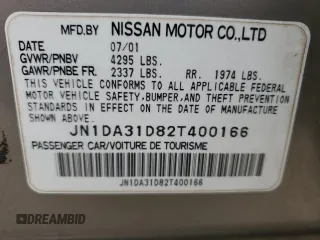 MFD.BY NISSAN MOTOR CO.,LTD
DATE 07/01
GVWR/PNBV 4295 LBS.
GAWR/PNBE FR. 2337 LBS. RR. 1974 LBS.
THIS VEHICLE CONFORMS TO ALL APPLICABLE FEDERAL
MOTOR VEHICLE SAFETY,BUMPER,AND THEFT PREVENTION
STANDARDS IN EFFECT ON THE DATE OF MANUFACTURE
SHOWN ABOVE.
JN1DA31D82T400166
PASSENGER CAR/VOITURE DE TOURISME
JN1DA31D82T400166
DREAMBID